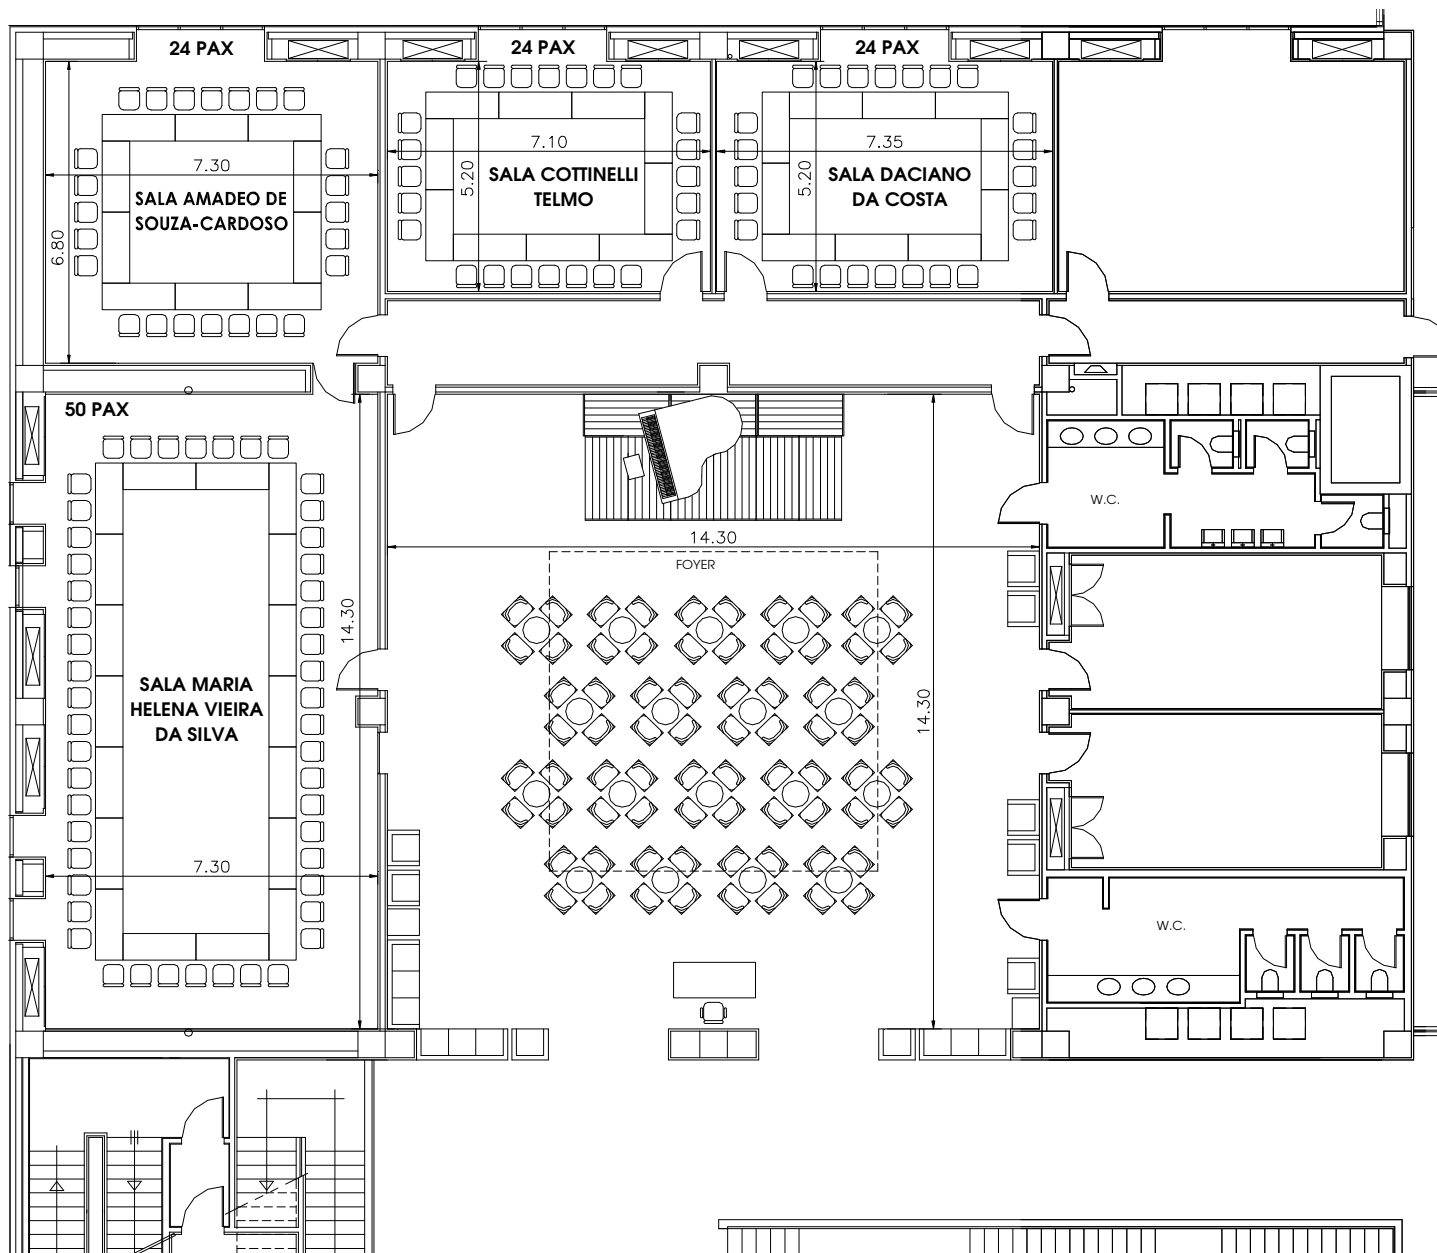 24 PAX
24 PAX
24 PAX
7.30
7.10
7.35
SALA AMADEO DE
SOUZA-CARDOSO
6.80
SALA COTTINELLI
TELMO
5.20
SALA DACIANO
DA COSTA
5.20
50 PAX
W.C.
14.30
FOYER
14.30
14.30
SALA MARIA
HELENA VIEIRA
DA SILVA
7.30
W.C.